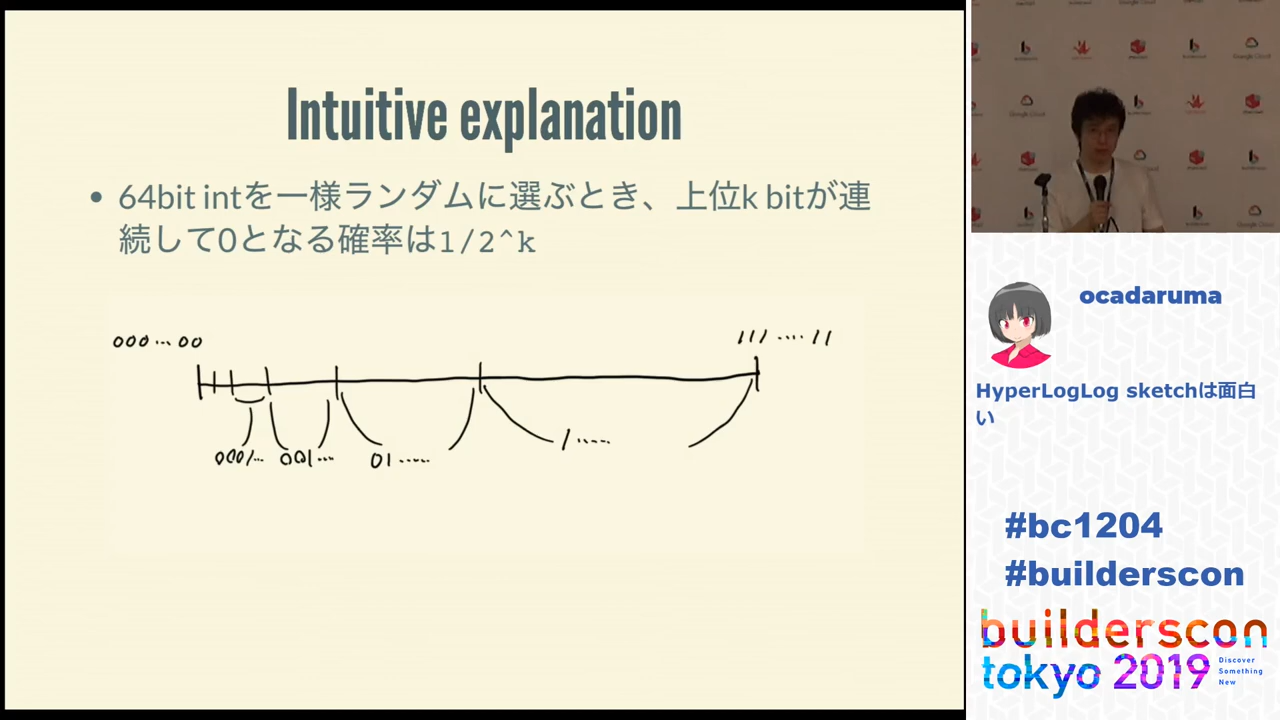 Intuitive explanation
• 64bit intを一様ランダムに選ぶとき、上位k bitが連
続して0となる確率は1/2^k
000...00
111....11
0001... 001... 01..... 1.....
ocadaruma
HyperLogLog sketchは面白
い
#bc1204
#builderscon
builderscon
tokyo 2019
Discover
Something
New